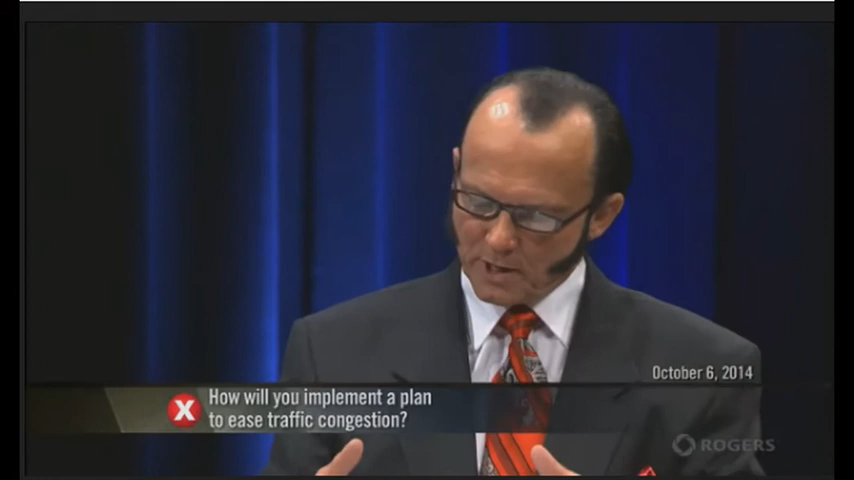 October 6, 2014
X
How will you implement a plan
to ease traffic congestion?
ROGERS